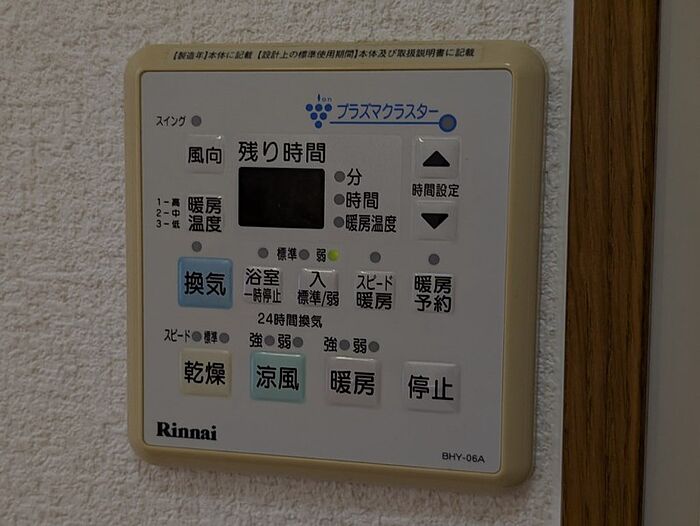 【製造年】本体に記載 【設計上の標準使用期間】本体及び取扱説明書に記載
ion
プラズマクラスター
スイング
風向
残り時間
分
時間
暖房温度
時間設定
1-高
2-中
3-低
暖房
温度
標準 弱
換気
浴室
一時停止
入
標準/弱
スピード
暖房
暖房
予約
24時間換気
スピード 標準
強 弱
強 弱
乾燥
涼風
暖房
停止
Rinnai
BHY-06A